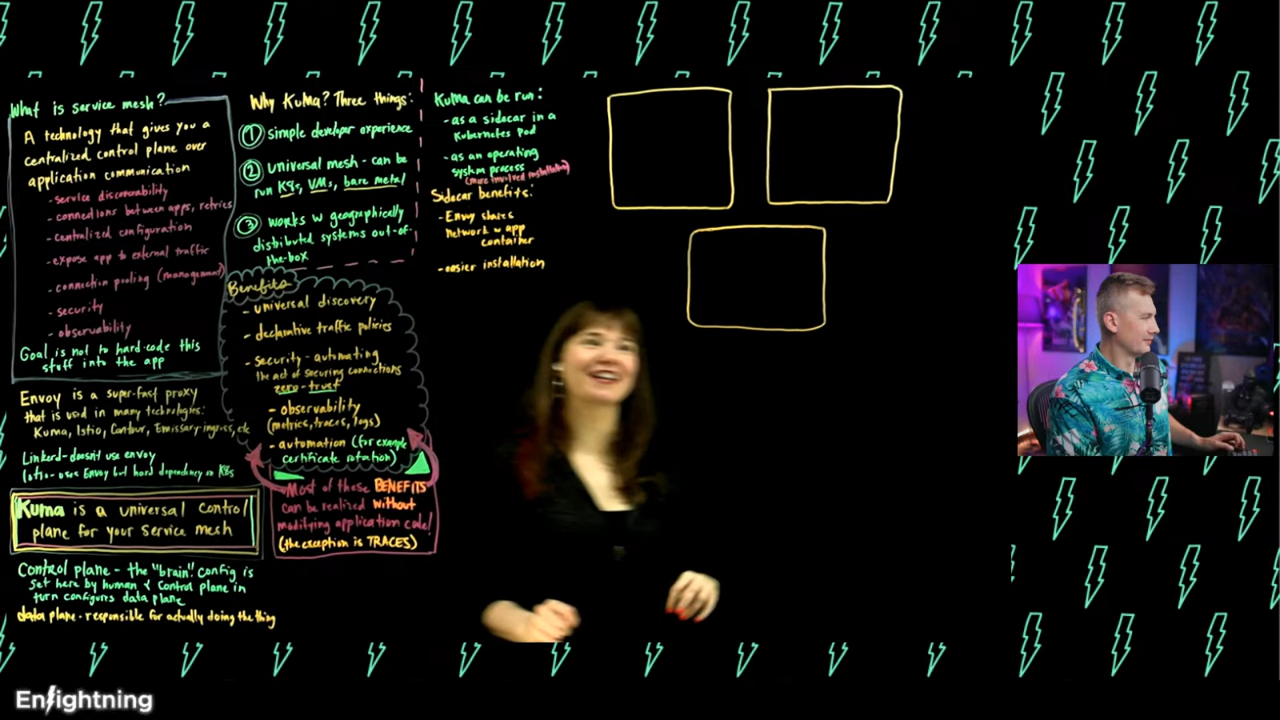 What is service mesh?
A technology that gives you a
centralized control plane over
application communication
- service discoverability
- connections between apps, retries
- centralized configuration
- expose app to external traffic
- connection pooling (management)
- security
- observability
Goal is not to hard-code this
stuff into the app
Envoy is a super-fast proxy
that is used in many technologies:
Kuma, Istio, Contour, Emissary-ingress, etc
Linkerd - doesn't use envoy
Istio - uses Envoy but hard dependency on K8s
Kuma is a universal control
plane for your service mesh
Control plane - the "brain". Config is
set here by human & control plane in
turn configures data plane
data plane - responsible for actually doing the thing
Why Kuma? Three things:
① simple developer experience
② universal mesh - can be
run K8s, VMs, bare metal
③ works w geographically
distributed systems out-of-
the-box
Benefits
- universal discovery
- declarative traffic policies
- security - automating
the act of securing connections
zero-trust
- observability
(metrics, traces, logs)
- automation (for example
certificate rotation)
Most of these BENEFITS
can be realized without
modifying application code!
(the exception is TRACES)
Kuma can be run:
- as a sidecar in a
Kubernetes pod
- as an operating
system process
(more involved installation)
Sidecar benefits:
- Envoy shares
network w app
container
- easier installation
Enlightning